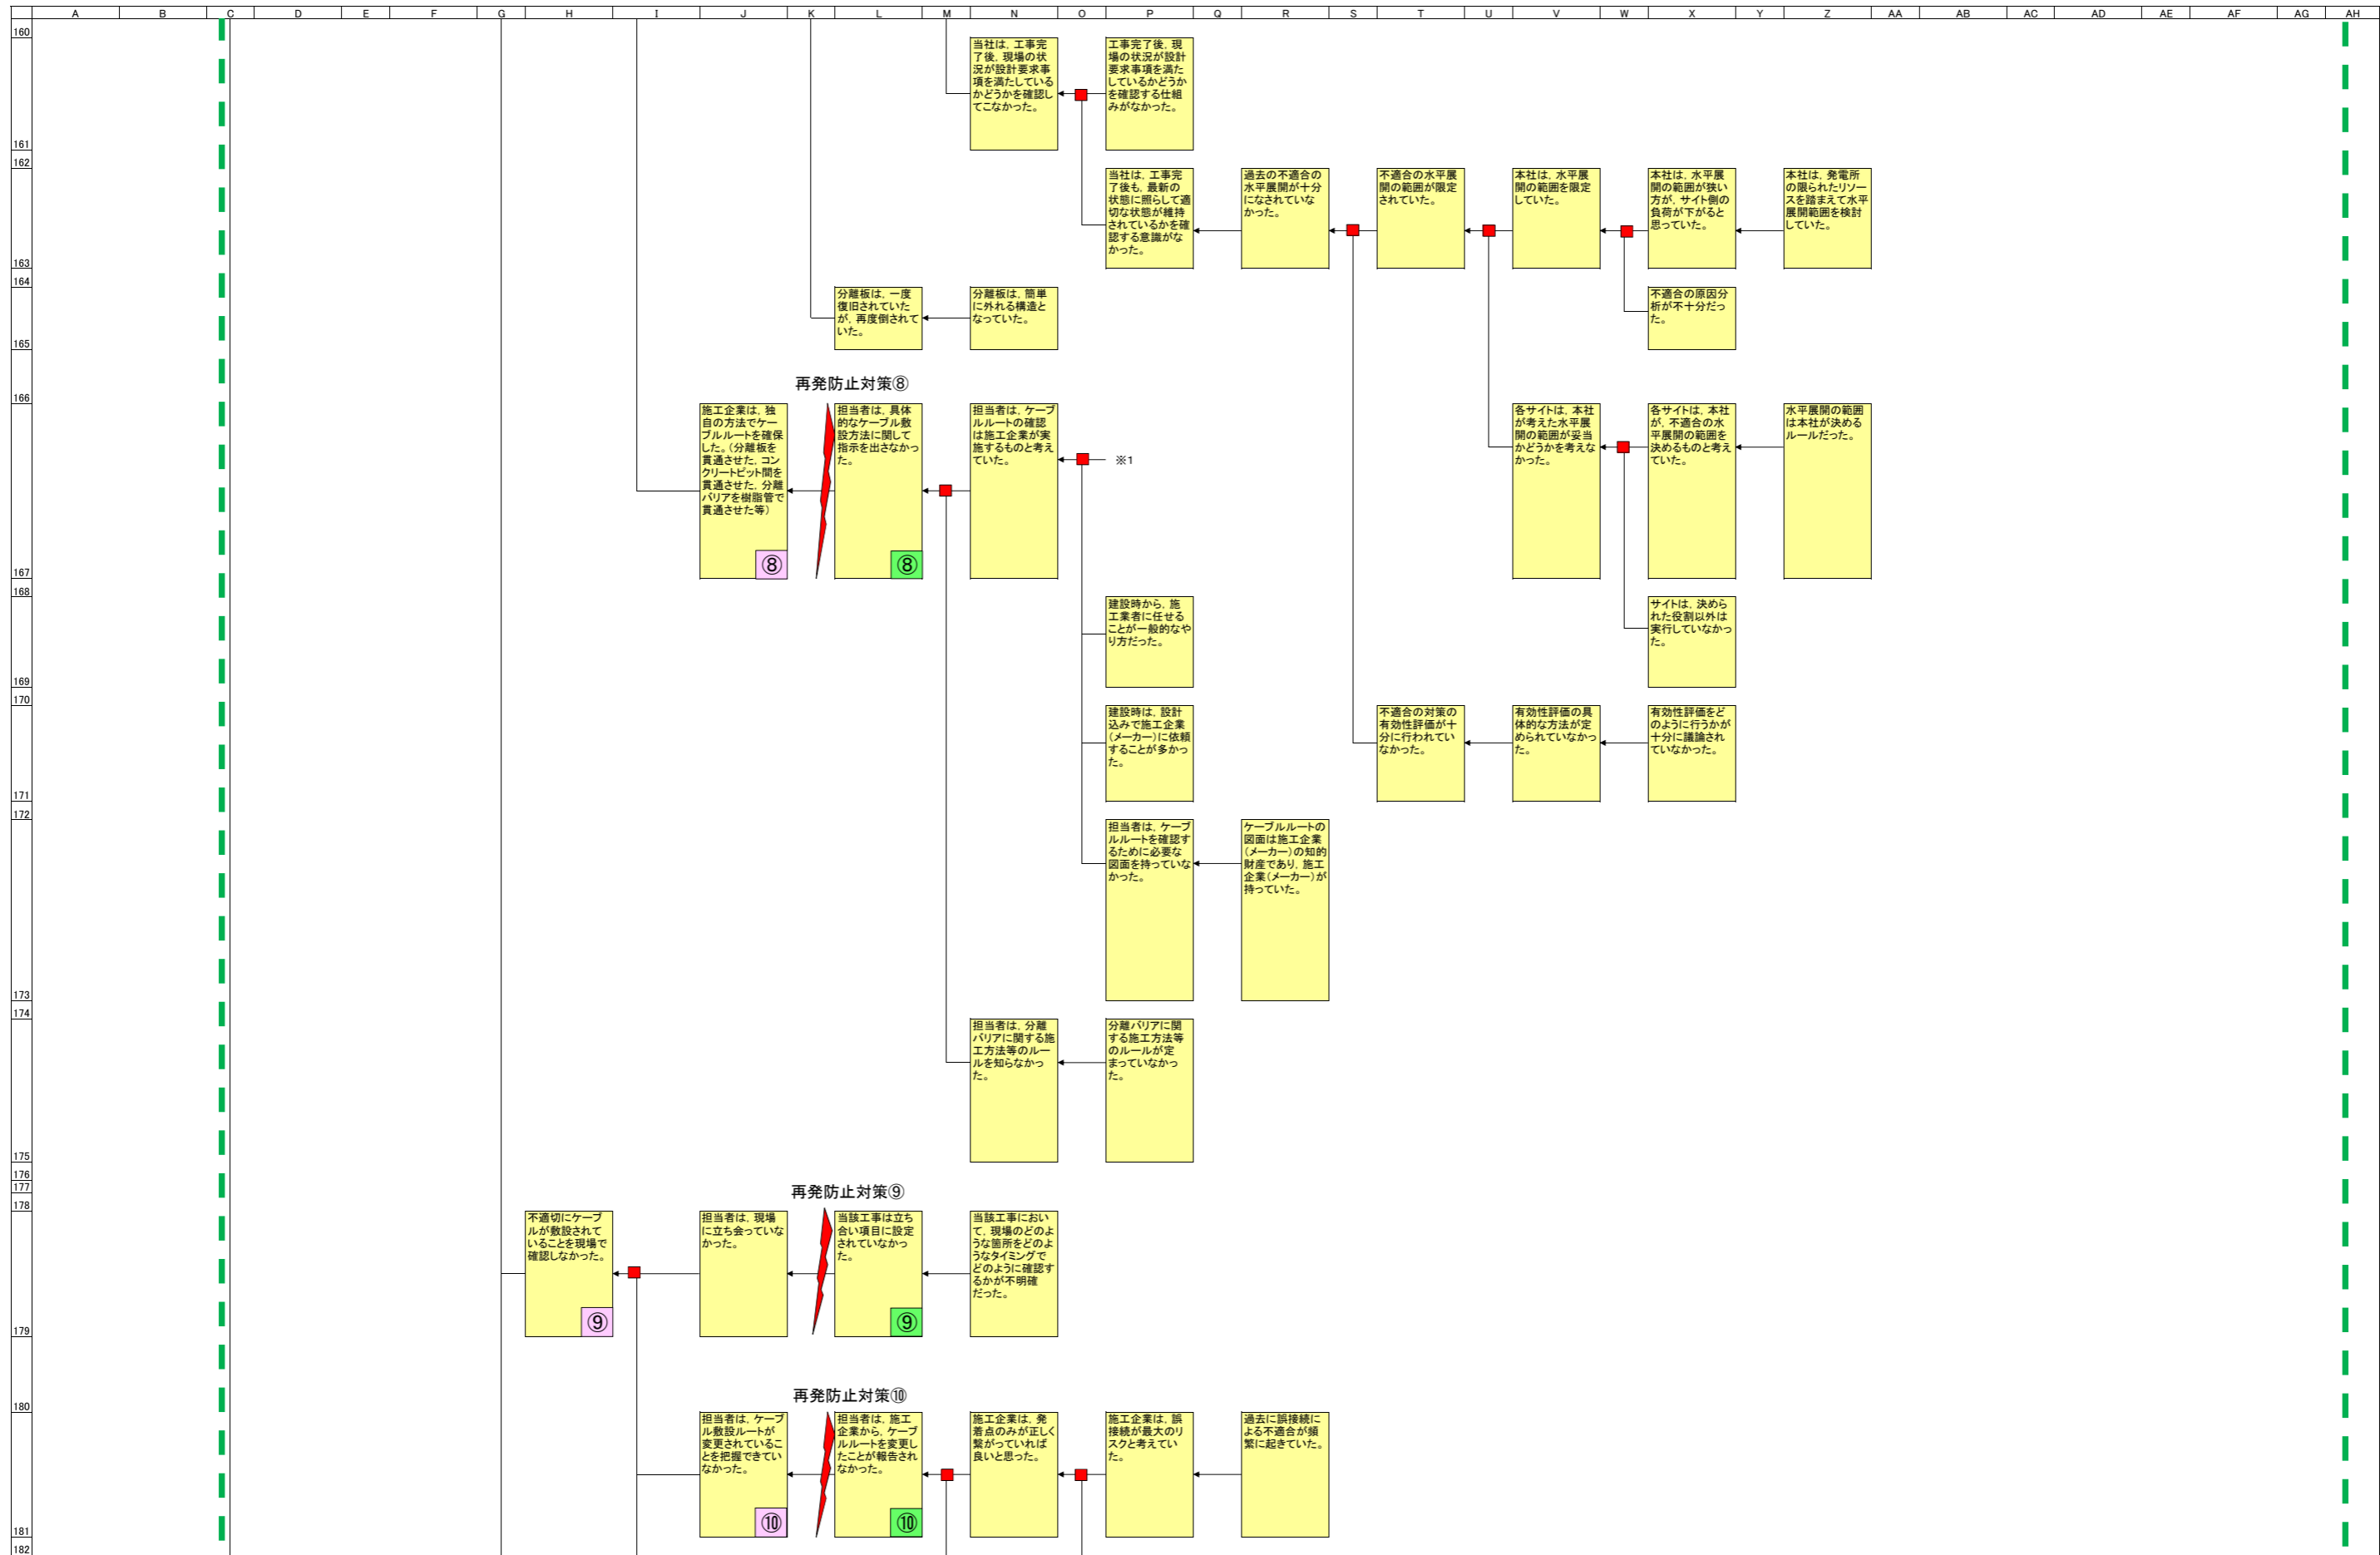 A B C D E F G H I J K L M N O P Q R S T U V W X Y Z AA AB AC AD AE AF AG AH
160
当社は，工事完
了後，現場の状
況が設計要求事
項を満たしている
かどうかを確認し
てこなかった。
工事完了後，現
場の状況が設計
要求事項を満た
しているかどうか
を確認する仕組
みがなかった。
161
162
当社は，工事完
了後も，最新の
状態に照らして適
切な状態が維持
されているかを確
認する意識がな
かった。
過去の不適合の
水平展開が十分
になされていな
かった。
不適合の水平展
開の範囲が限定
されていた。
本社は，水平展
開の範囲を限定
していた。
本社は，水平展
開の範囲が狭い
方が，サイト側の
負荷が下がると
思っていた。
本社は，発電所
の限られたリソー
スを踏まえて水平
展開範囲を検討
していた。
163
164
分離板は，一度
復旧されていた
が，再度倒されて
いた。
分離板は，簡単
に外れる構造と
なっていた。
不適合の原因分
析が不十分だっ
た。
165
再発防止対策⑧
166
施工企業は，独
自の方法でケー
ブルルートを確保
した。（分離板を
貫通させた，コン
クリートピット間を
貫通させた，分離
バリアを樹脂管で
貫通させた等）
⑧
担当者は，具体
的なケーブル敷
設方法に関して
指示を出さなかっ
た。
⑧
担当者は，ケーブ
ルルートの確認
は施工企業が実
施するものと考え
ていた。
※1
各サイトは，本社
が考えた水平展
開の範囲が妥当
かどうかを考えな
かった。
各サイトは，本社
が，不適合の水
平展開の範囲を
決めるものと考え
ていた。
水平展開の範囲
は本社が決める
ルールだった。
167
168
建設時から，施
工業者に任せる
ことが一般的なや
り方だった。
サイトは，決めら
れた役割以外は
実行していなかっ
た。
169
170
建設時は，設計
込みで施工企業
（メーカー）に依頼
することが多かっ
た。
不適合の対策の
有効性評価が十
分に行われてい
なかった。
有効性評価の具
体的な方法が定
められていなかっ
た。
有効性評価をど
のように行うかが
十分に議論され
ていなかった。
171
172
担当者は，ケーブ
ルルートを確認す
るために必要な
図面を持っていな
かった。
ケーブルルートの
図面は施工企業
（メーカー）の知的
財産であり，施工
企業（メーカー）が
持っていた。
173
174
担当者は，分離
バリアに関する施
工方法等のルー
ルを知らなかっ
た。
分離バリアに関
する施工方法等
のルールが定
まっていなかっ
た。
175
176
177
再発防止対策⑨
178
不適切にケーブ
ルが敷設されて
いることを現場で
確認しなかった。
⑨
担当者は，現場
に立ち会っていな
かった。
当該工事は立ち
合い項目に設定
されていなかっ
た。
⑨
当該工事におい
て，現場のどのよ
うな箇所をどのよ
うなタイミングで
どのように確認す
るかが不明確
だった。
179
再発防止対策⑩
180
担当者は，ケーブ
ル敷設ルートが
変更されているこ
とを把握できてい
なかった。
⑩
担当者は，施工
企業から，ケーブ
ルルートを変更し
たことが報告され
なかった。
⑩
施工企業は，発
着点のみが正しく
繋がっていれば
良いと思った。
施工企業は，誤
接続が最大のリ
スクと考えてい
た。
過去に誤接続に
よる不適合が頻
繁に起きていた。
181
182